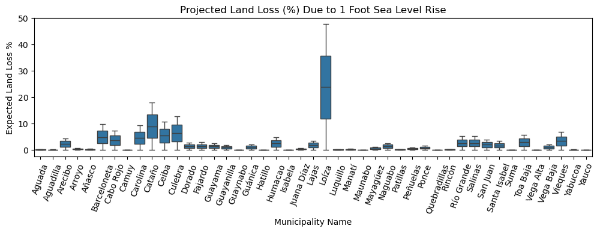 Projected Land Loss (%) Due to 1 Foot Sea Level Rise
50
40
30
20
10
0
Expected Land Loss %
Aguada
Aguadilla
Arecibo
Arroyo
Añasco
Barceloneta
Cabo Rojo
Camuy
Carolina
Cataño
Ceiba
Culebra
Dorado
Fajardo
Guayama
Guayanilla
Guaynabo
Guánica
Hatillo
Humacao
Isabela
Juana Díaz
Lajas
Loíza
Luquillo
Manatí
Maunabo
Mayagüez
Naguabo
Patillas
Peñuelas
Ponce
Quebradillas
Rincón
Río Grande
Salinas
San Juan
Santa Isabel
Suma
Toa Baja
Vega Alta
Vega Baja
Vieques
Yabucoa
Yauco
Municipality Name